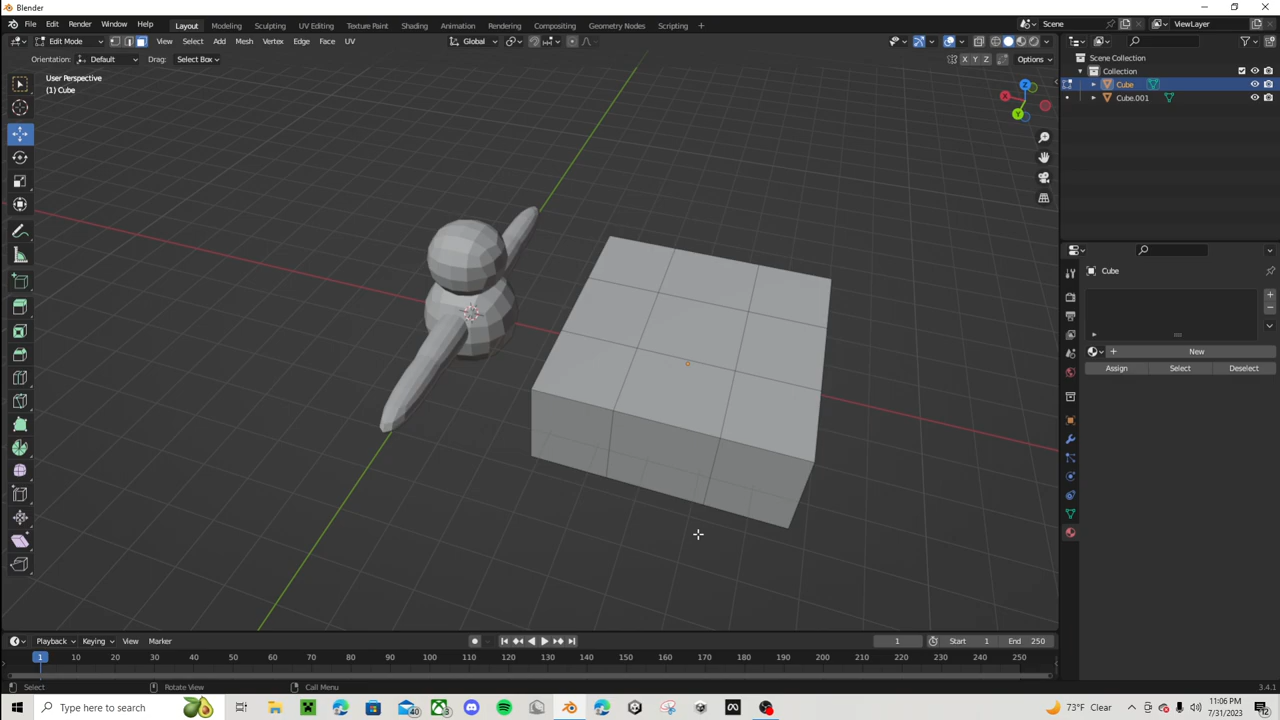 Blender
File Edit Render Window Help Layout Modeling Sculpting UV Editing Texture Paint Shading Animation Rendering Compositing Geometry Nodes Scripting + Scene ViewLayer
Edit Mode View Select Add Mesh Vertex Edge Face UV Global
Orientation: Default Drag: Select Box X Y Z Options
User Perspective
(1) Cube
Z
X
Y
Scene Collection
Collection
Cube
Cube.001
Cube
+ New
Assign Select Deselect
Playback Keying View Marker 1 Start 1 End 250
1 10 20 30 40 50 60 70 80 90 100 110 120 130 140 150 160 170 180 190 200 210 220 230 240 250
Select Rotate View Call Menu 3.4.1
Type here to search 40 3 73°F Clear 11:06 PM
7/31/2023 12